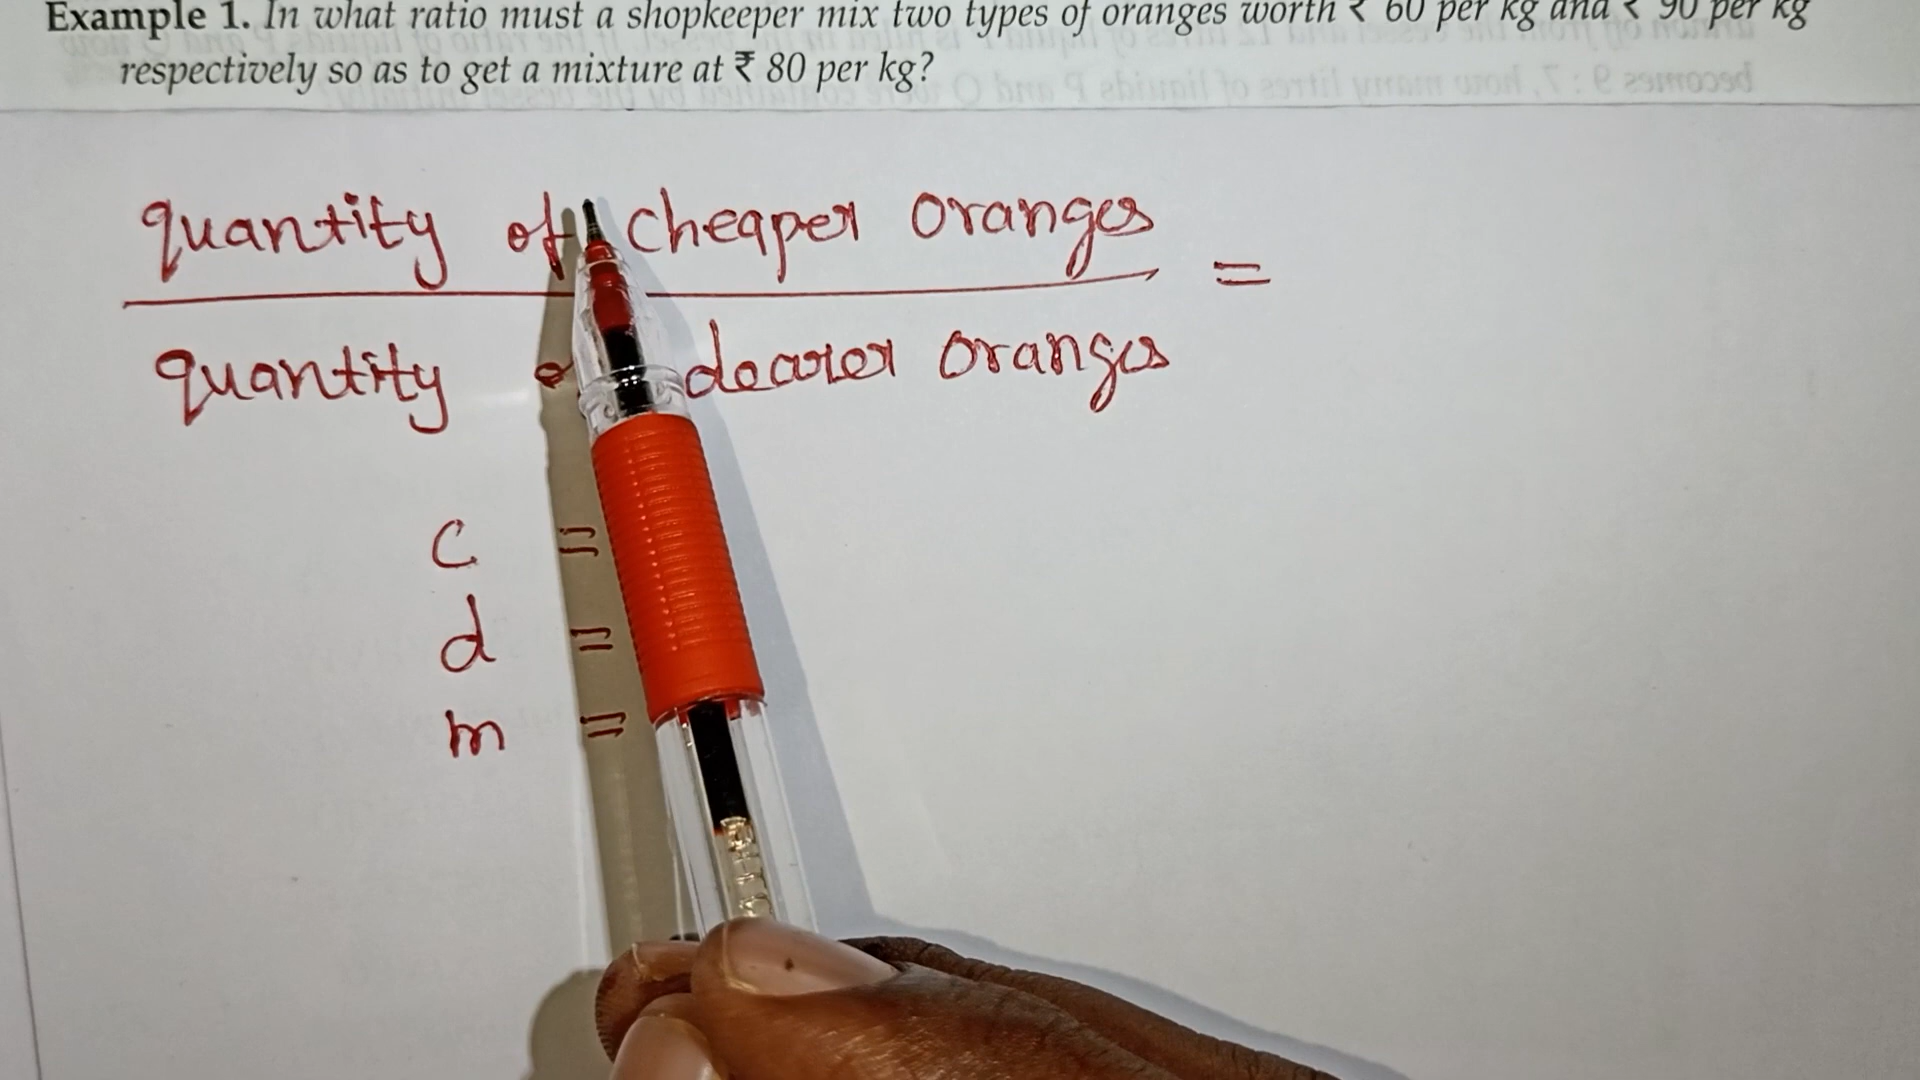 Example 1. In what ratio must a shopkeeper mix two types of oranges worth ₹ 60 per kg and ₹ 90 per kg
respectively so as to get a mixture at ₹ 80 per kg?
quantity of cheaper oranges
=
quantity dearer oranges
c =
d =
m =